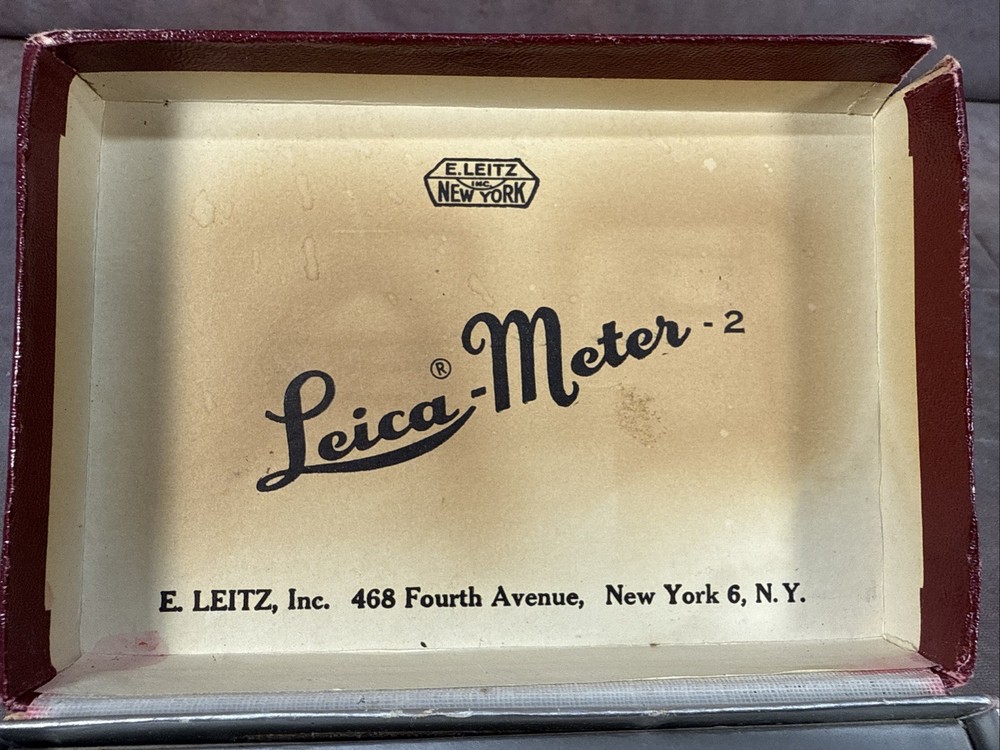 E. LEITZ
INC.
NEW YORK
Leica®-Meter - 2
E. LEITZ, Inc. 468 Fourth Avenue, New York 6, N.Y.